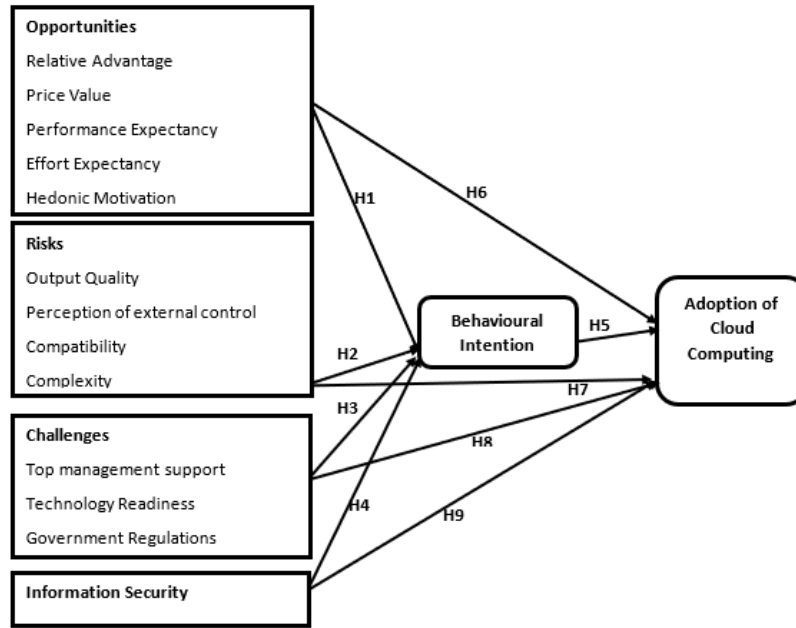 Opportunities
Relative Advantage
Price Value
Performance Expectancy
Effort Expectancy
Hedonic Motivation
H1
H6
Risks
Output Quality
Perception of external control
Compatibility
Complexity
H2
Behavioural
Intention
H5
Adoption of
Cloud
Computing
H7
H3
Challenges
Top management support
Technology Readiness
Government Regulations
H8
H4
H9
Information Security